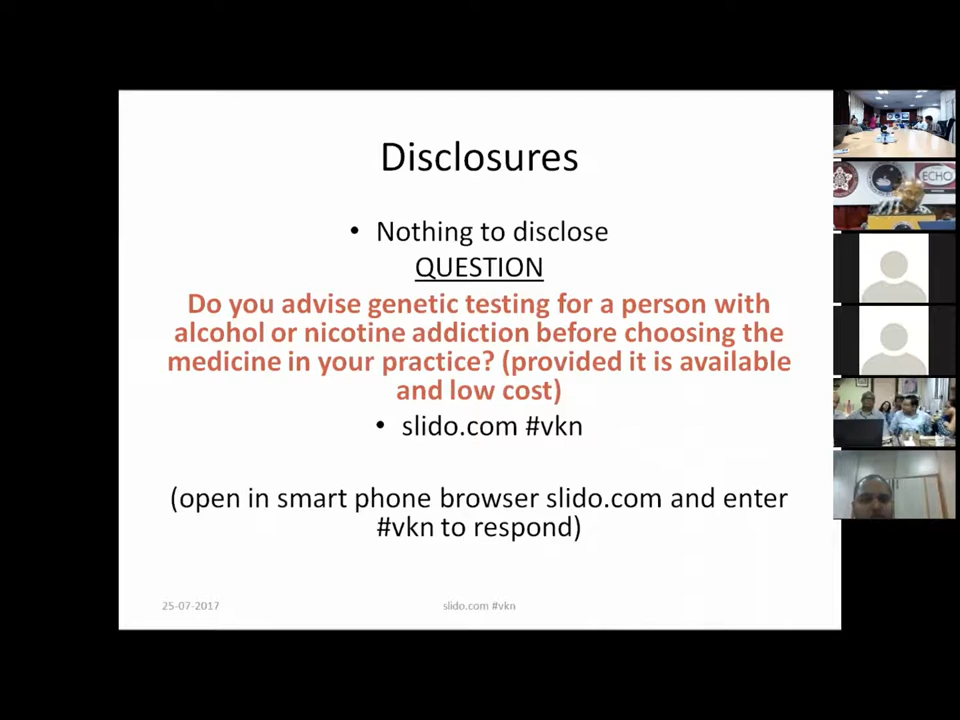 Disclosures
• Nothing to disclose
QUESTION
Do you advise genetic testing for a person with
alcohol or nicotine addiction before choosing the
medicine in your practice? (provided it is available
and low cost)
• slido.com #vkn
(open in smart phone browser slido.com and enter
#vkn to respond)
25-07-2017
slido.com #vkn
ECHO